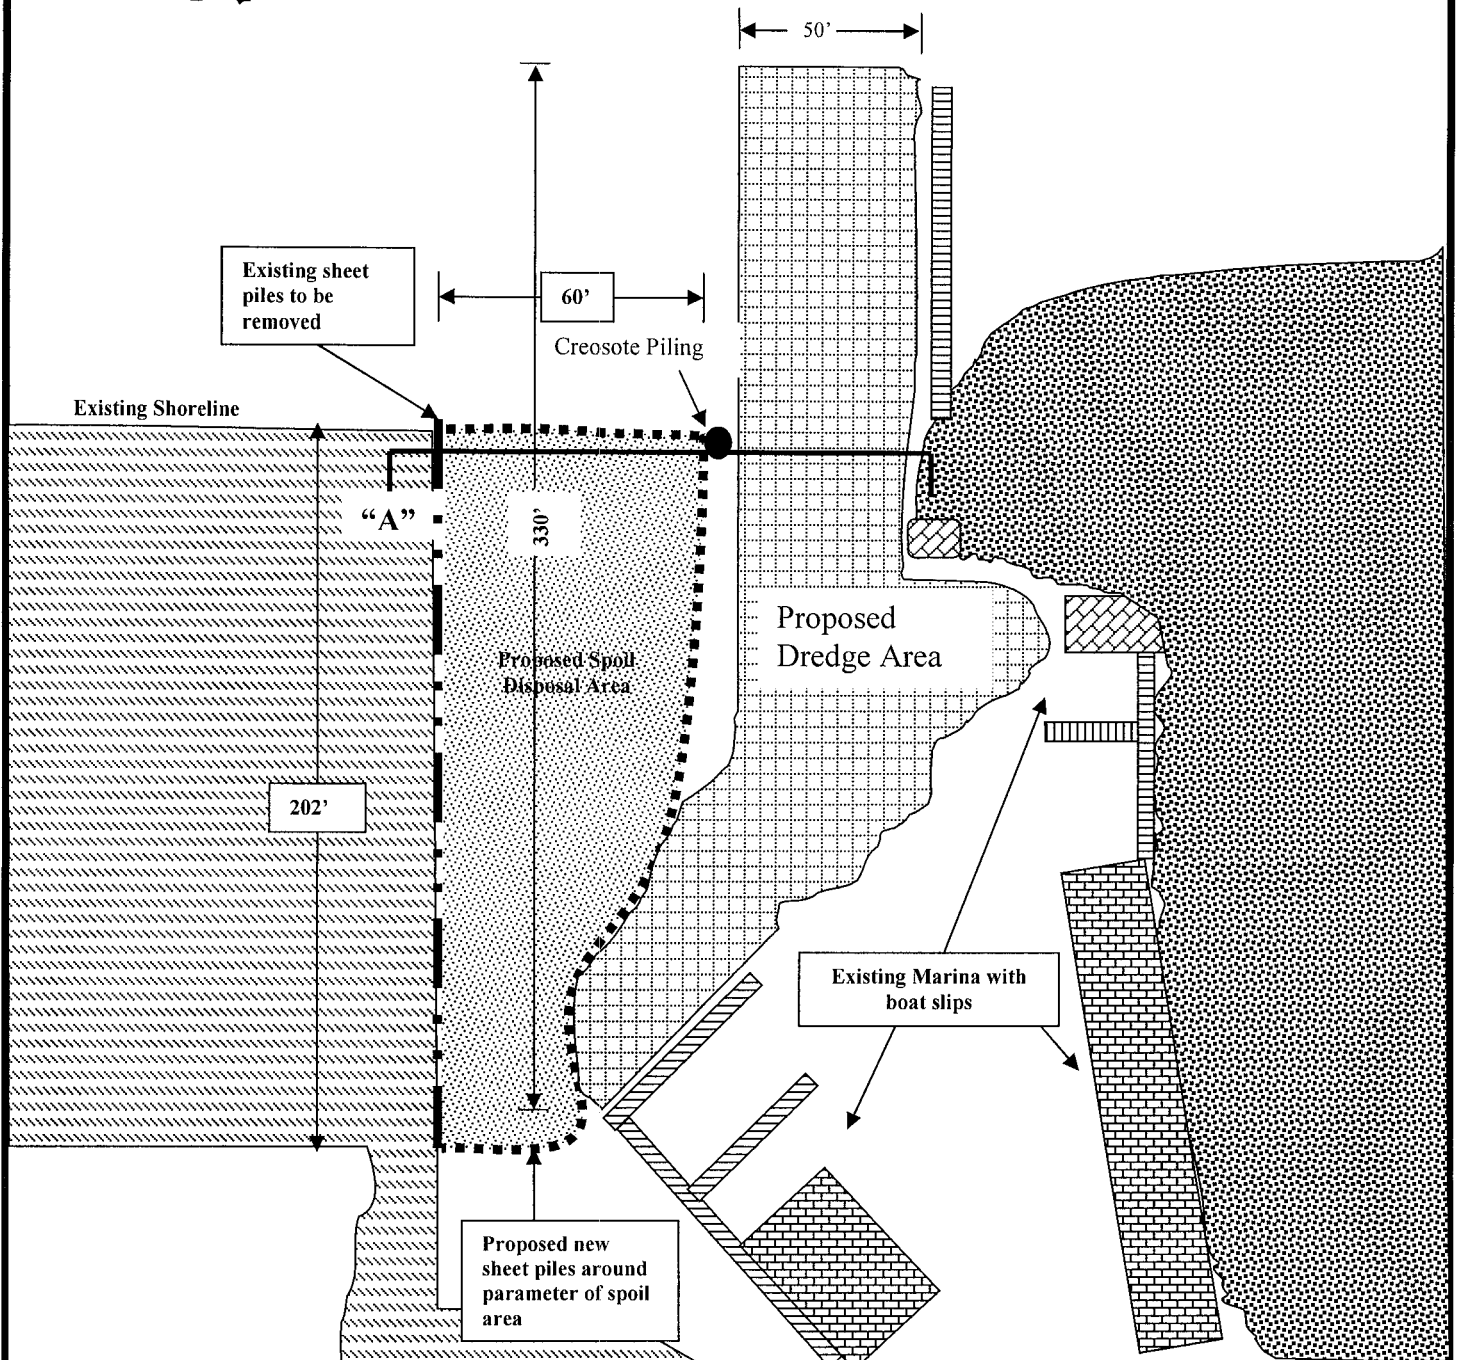 50’
Existing sheet
piles to be
removed
60’
Creosote Piling
Existing Shoreline
“A”
330’
Proposed
Dredge Area
Proposed Spoil
Disposal Area
202’
Existing Marina with
boat slips
Proposed new
sheet piles around
parameter of spoil
area